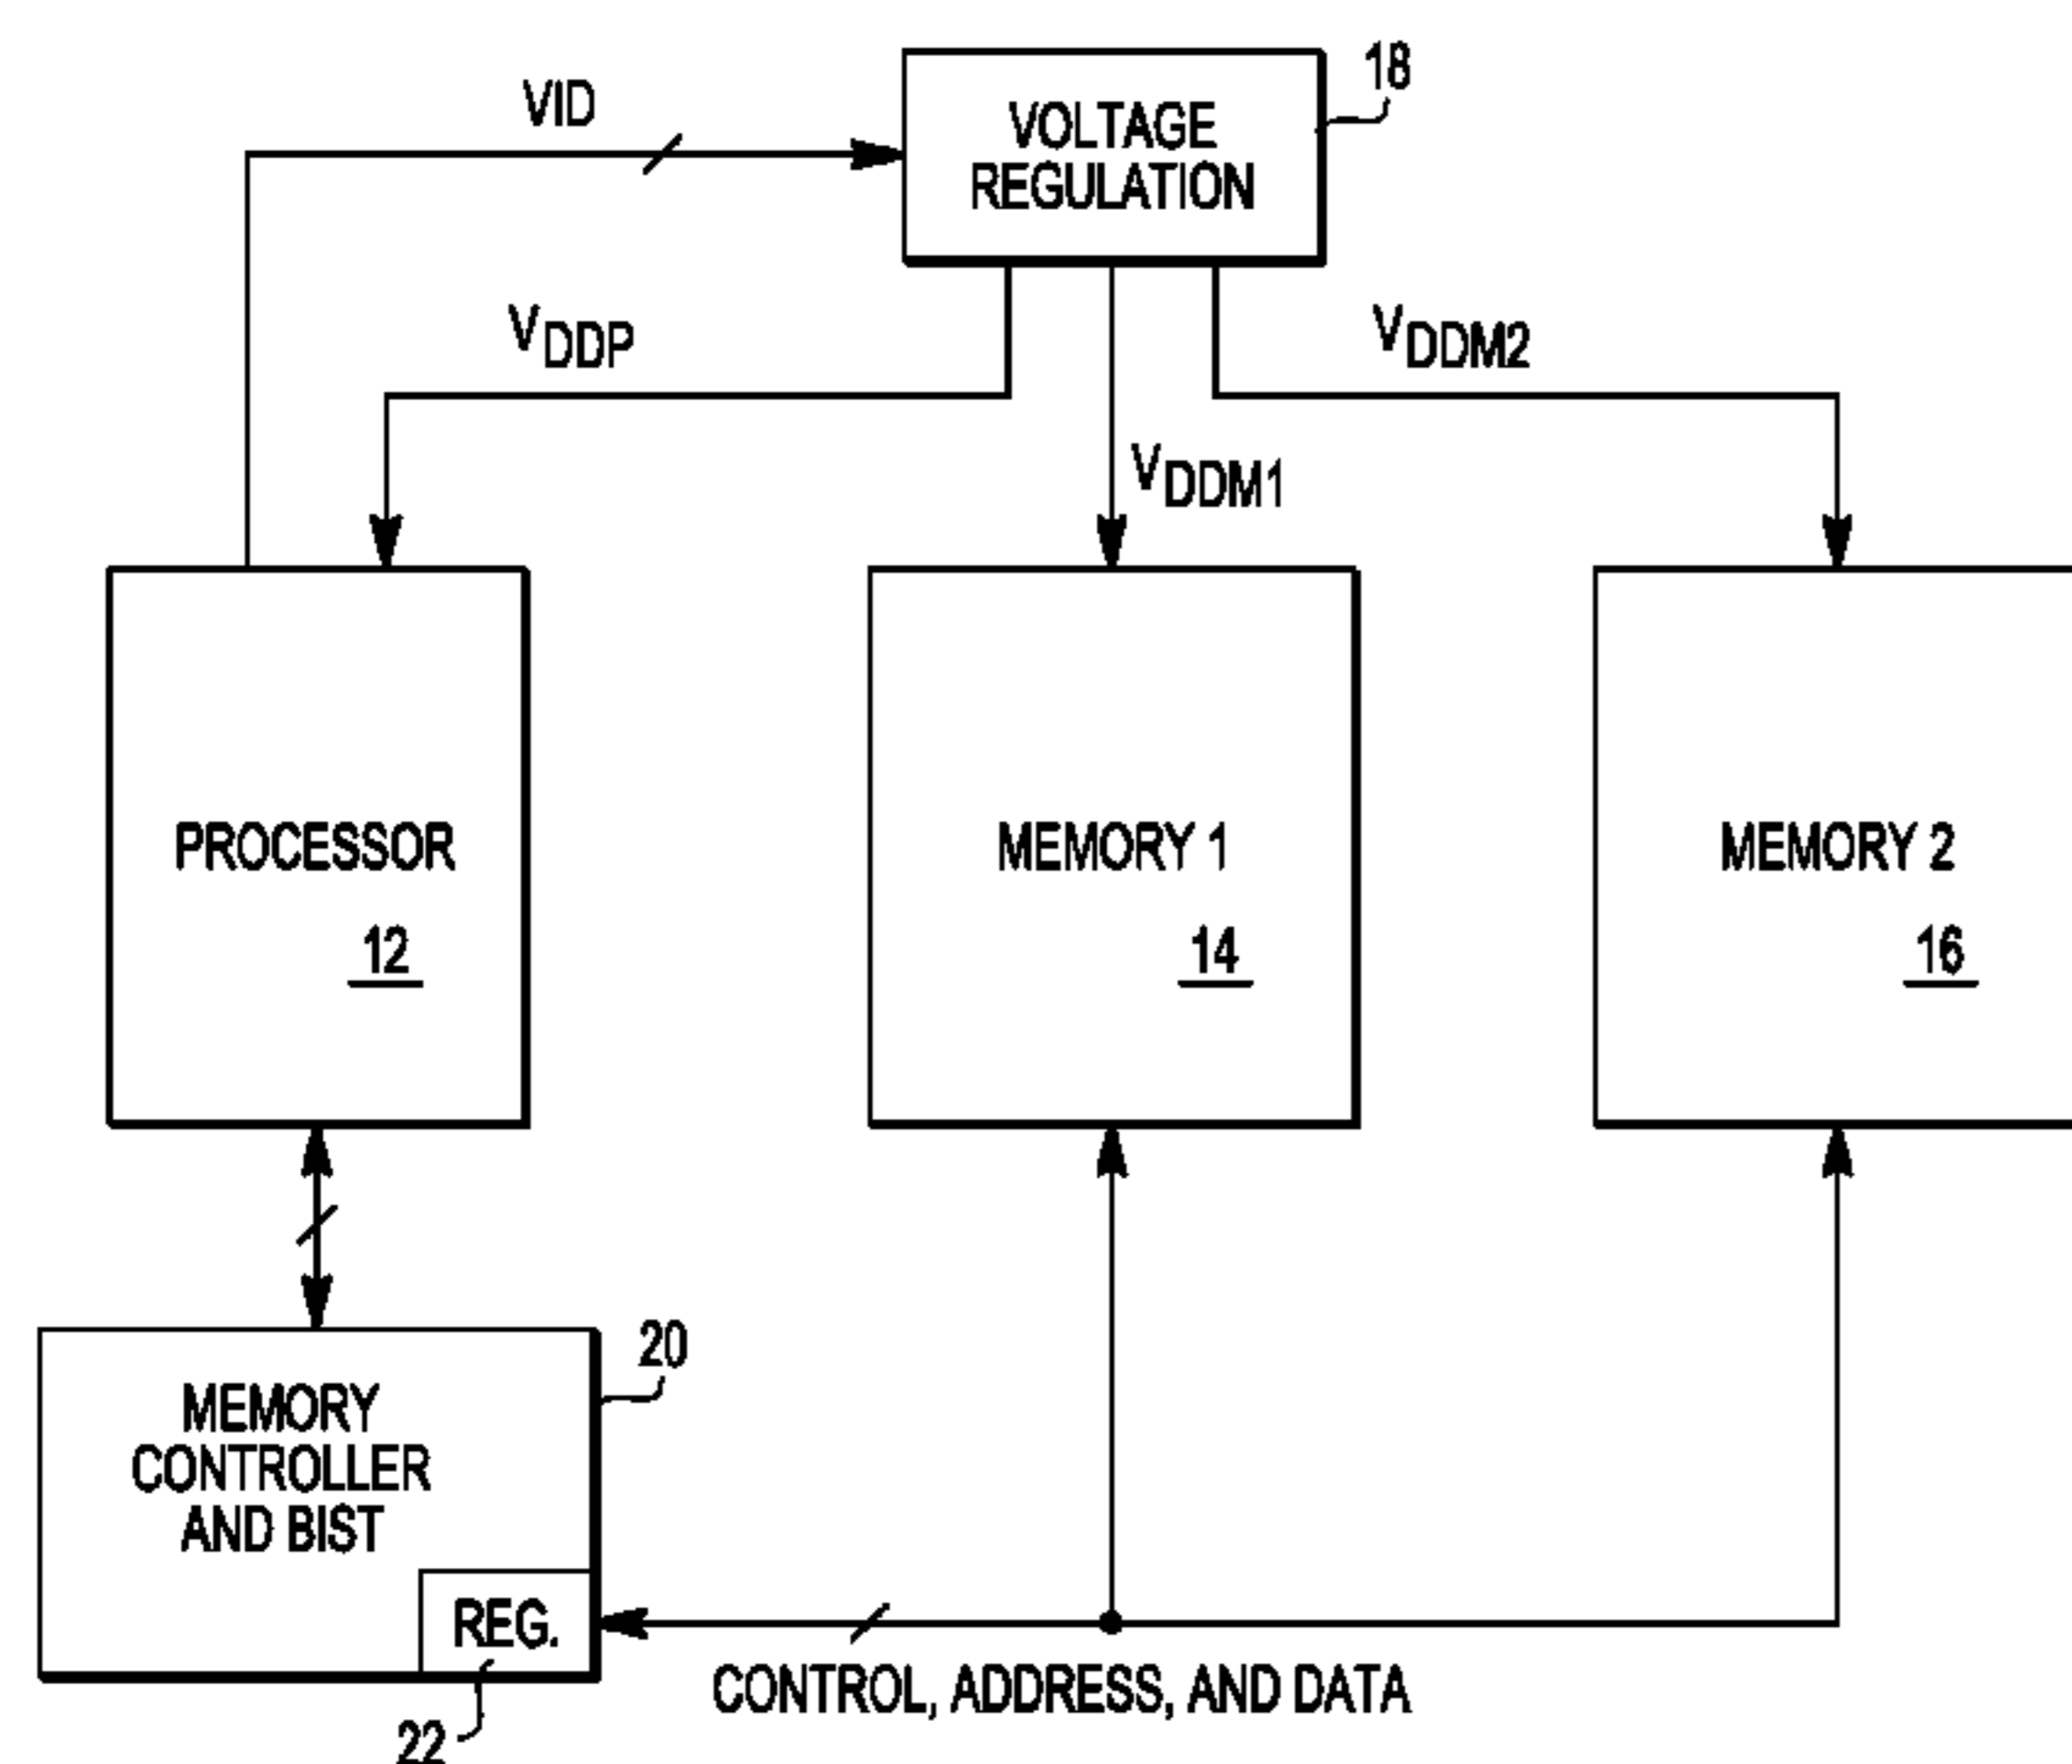 18
VID
VOLTAGE
REGULATION
VDDP
VDDM2
VDDM1
PROCESSOR
MEMORY 1
MEMORY 2
12
14
16
20
MEMORY
CONTROLLER
AND BIST
REG.
CONTROL, ADDRESS, AND DATA
22